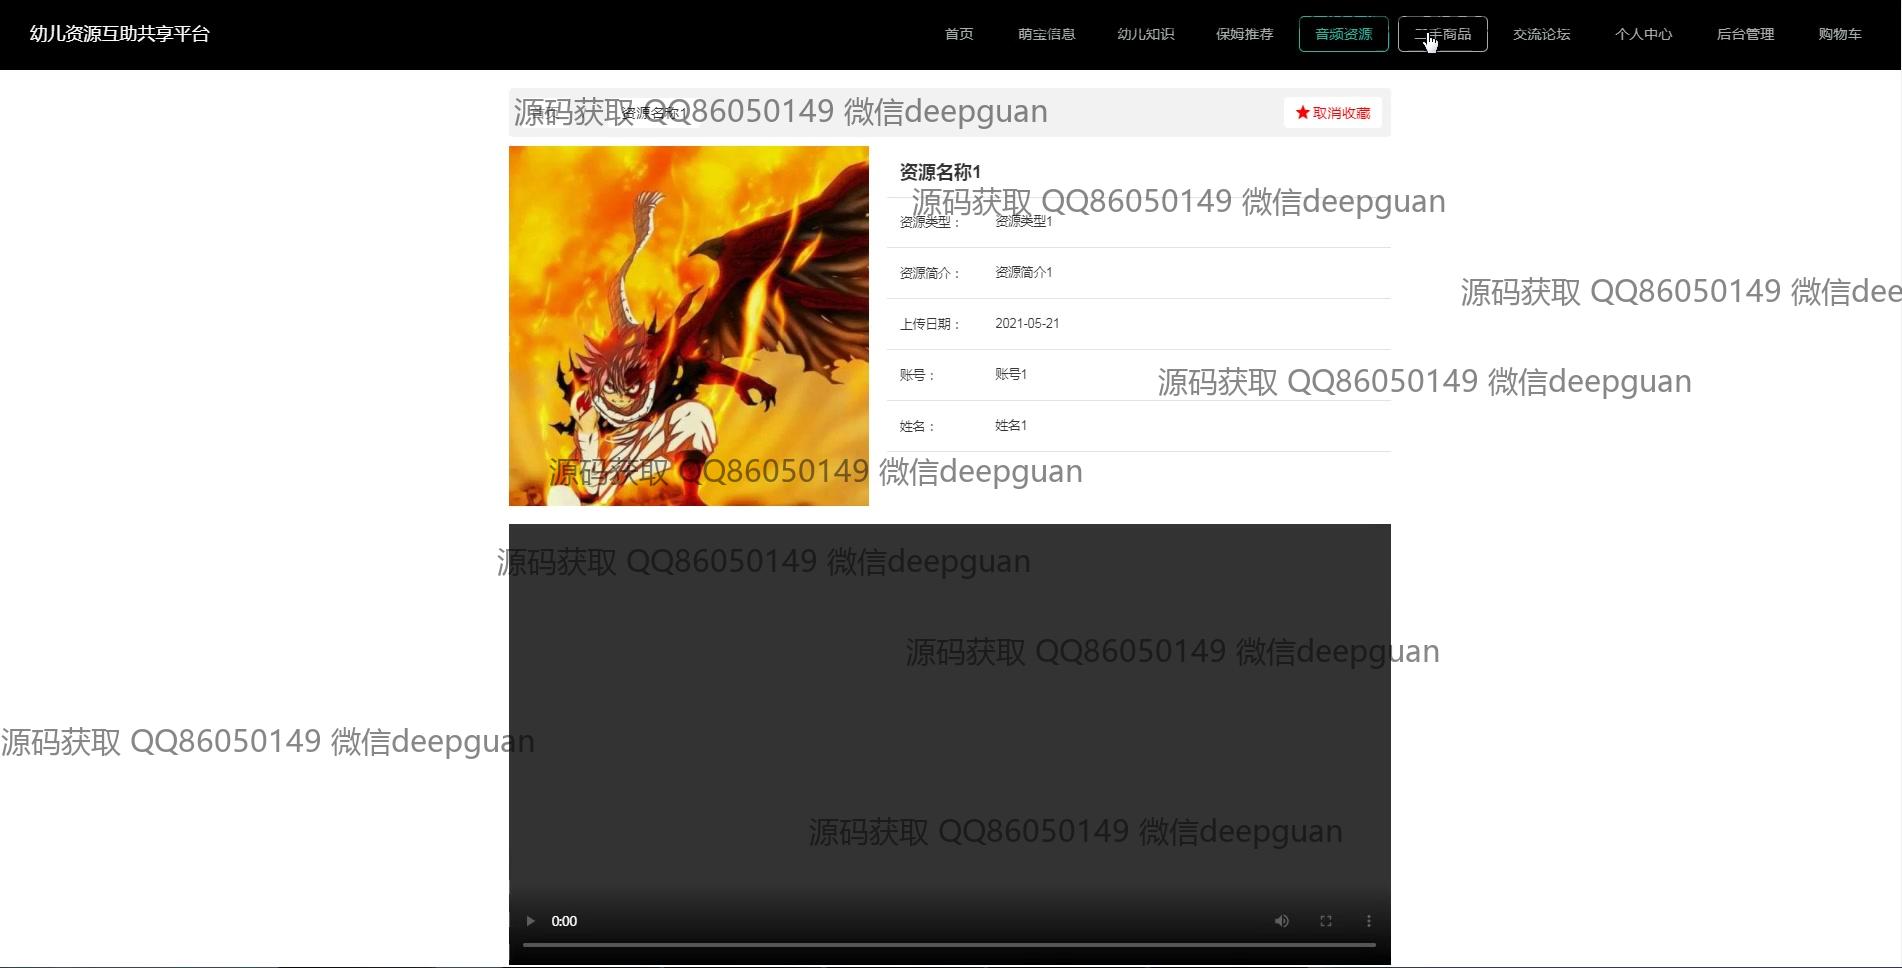 幼儿资源互助共享平台
首页 萌宝信息 幼儿知识 保姆推荐 音频资源 二手商品 交流论坛 个人中心 后台管理 购物车
资源名称1
取消收藏
源码获取 QQ86050149 微信deepguan
资源名称1
源码获取 QQ86050149 微信deepguan
资源类型： 资源类型1
资源简介： 资源简介1
源码获取 QQ86050149 微信dee
上传日期： 2021-05-21
账号： 账号1
源码获取 QQ86050149 微信deepguan
姓名： 姓名1
源码获取 QQ86050149 微信deepguan
源码获取 QQ86050149 微信deepguan
源码获取 QQ86050149 微信deepguan
源码获取 QQ86050149 微信deepguan
源码获取 QQ86050149 微信deepguan
0:00